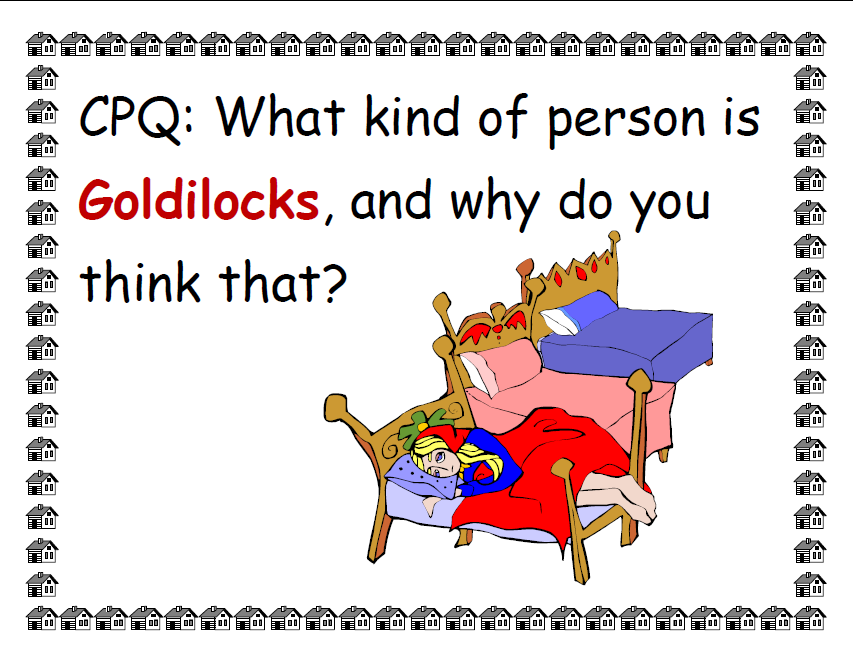 CPQ: What kind of person is
Goldilocks, and why do you
think that?